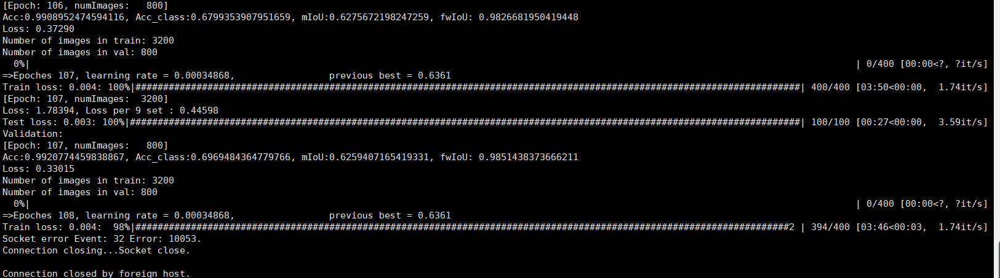 [Epoch: 106, numImages:   800]
Acc:0.9908952474594116, Acc_class:0.6799353907951659, mIoU:0.6275672198247259, fwIoU: 0.9826681950419448
Loss: 0.37290
Number of images in train: 3200
Number of images in val: 800
  0%|                                                                                | 0/400 [00:00<?, ?it/s]
=>Epoches 107, learning rate = 0.00034868,                 previous best = 0.6361
Train loss: 0.004: 100%|########################################################################################################################| 400/400 [03:50<00:00,  1.74it/s]
[Epoch: 107, numImages:  3200]
Loss: 1.78394, Loss per 9 set : 0.44598
Test loss: 0.003: 100%|#########################################################################################################################| 100/100 [00:27<00:00,  3.59it/s]
Validation:
[Epoch: 107, numImages:   800]
Acc:0.9920774459838867, Acc_class:0.6969484364779766, mIoU:0.6259407165419331, fwIoU: 0.9851438373666211
Loss: 0.33015
Number of images in train: 3200
Number of images in val: 800
  0%|                                                                                | 0/400 [00:00<?, ?it/s]
=>Epoches 108, learning rate = 0.00034868,                 previous best = 0.6361
Train loss: 0.004:  98%|######################################################################################################################2 | 394/400 [03:46<00:03,  1.74it/s]
Socket error Event: 32 Error: 10053.
Connection closing...Socket close.
Connection closed by foreign host.